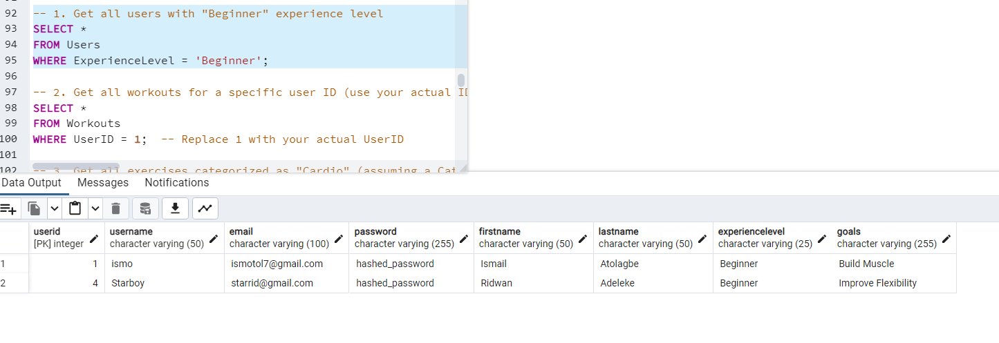 92 -- 1. Get all users with "Beginner" experience level
93 SELECT *
94 FROM Users
95 WHERE ExperienceLevel = 'Beginner';
96
97 -- 2. Get all workouts for a specific user ID (use your actual ID
98 SELECT *
99 FROM Workouts
100 WHERE UserID = 1;  -- Replace 1 with your actual UserID
101
102 -- 3. Get all exercises categorized as "Cardio" (assuming a Cat
Data Output Messages Notifications
userid username email password firstname lastname experiencelevel goals
[PK] integer character varying (50) character varying (100) character varying (255) character varying (50) character varying (50) character varying (25) character varying (255)
1 1 ismo ismotol7@gmail.com hashed_password Ismail Atolagbe Beginner Build Muscle
2 4 Starboy starrid@gmail.com hashed_password Ridwan Adeleke Beginner Improve Flexibility